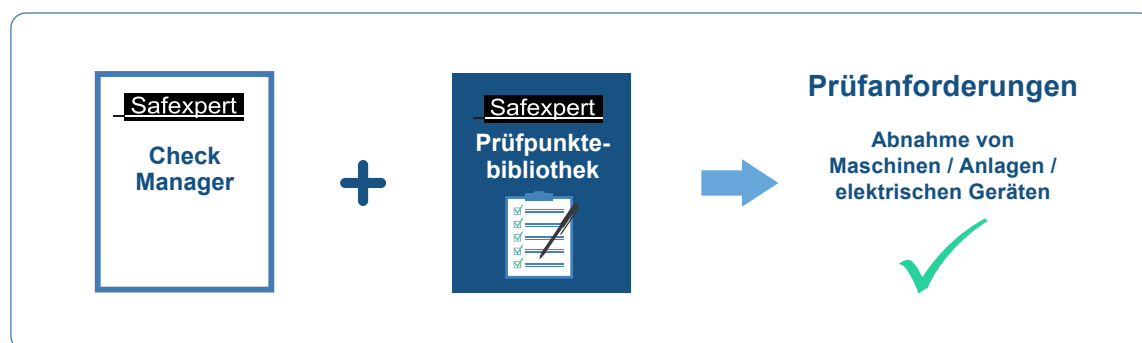 Safexpert
Check
Manager
Safexpert
Prüfpunkte-
bibliothek
Prüfanforderungen
Abnahme von
Maschinen / Anlagen /
elektrischen Geräten